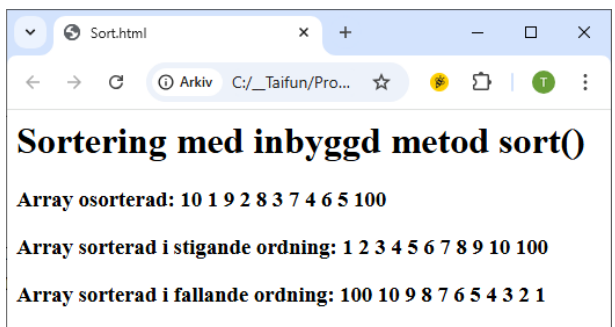 Sort.html
Arkiv C:/__Taifun/Pro... T
Sortering med inbyggd metod sort()
Array osorterad: 10 1 9 2 8 3 7 4 6 5 100
Array sorterad i stigande ordning: 1 2 3 4 5 6 7 8 9 10 100
Array sorterad i fallande ordning: 100 10 9 8 7 6 5 4 3 2 1